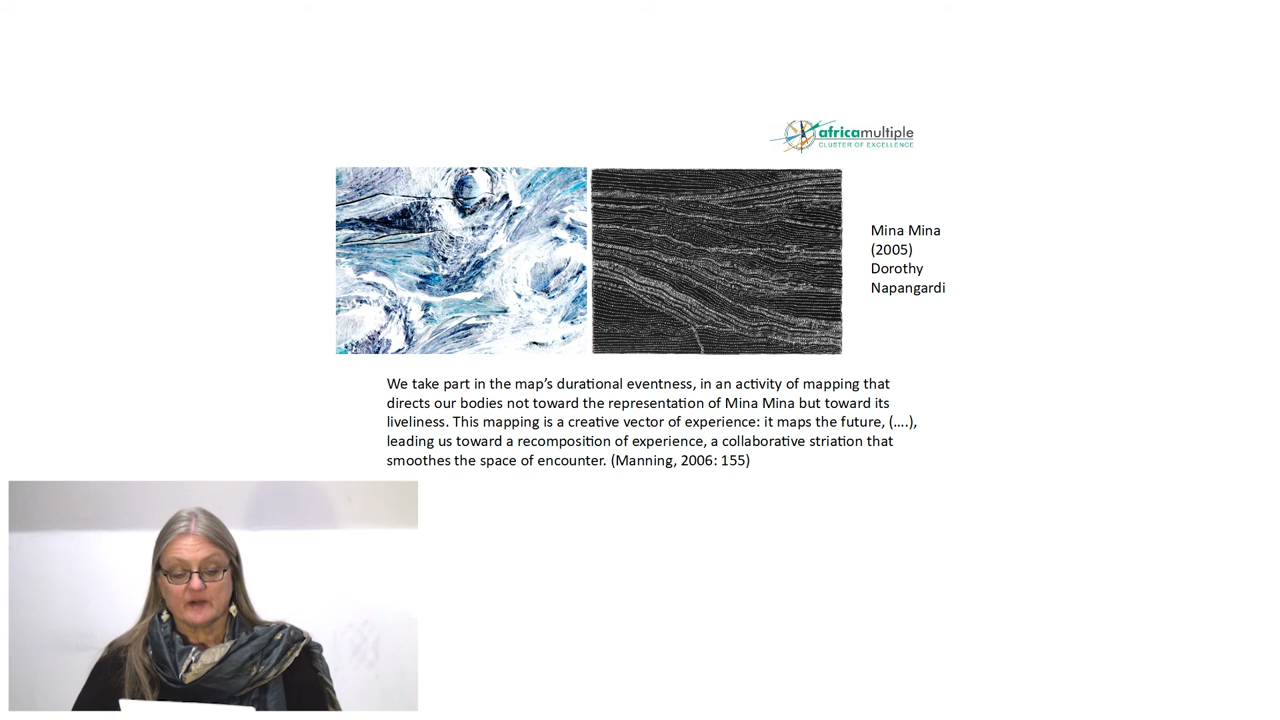 africamultiple
CLUSTER OF EXCELLENCE
Mina Mina
(2005)
Dorothy
Napangardi
We take part in the map’s durational eventness, in an activity of mapping that
directs our bodies not toward the representation of Mina Mina but toward its
liveliness. This mapping is a creative vector of experience: it maps the future, (....),
leading us toward a recomposition of experience, a collaborative striation that
smoothes the space of encounter. (Manning, 2006: 155)